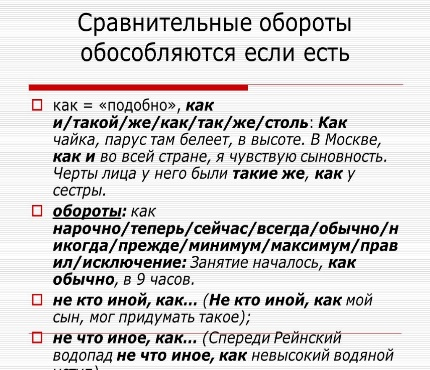 Сравнительные обороты
обособляются если есть
как = «подобно», как
и/такой/же/как/так/же/столь: Как
чайка, парус там белеет, в высоте. В Москве,
как и во всей стране, я чувствую сыновность.
Черты лица у него были такие же, как у
сестры.
обороты: как
нарочно/теперь/сейчас/всегда/обычно/н
икогда/прежде/минимум/максимум/прав
ил/исключение: Занятие началось, как
обычно, в 9 часов.
не кто иной, как... (Не кто иной, как мой
сын, мог придумать такое);
не что иное, как... (Спереди Рейнский
водопад не что иное, как невысокий водяной